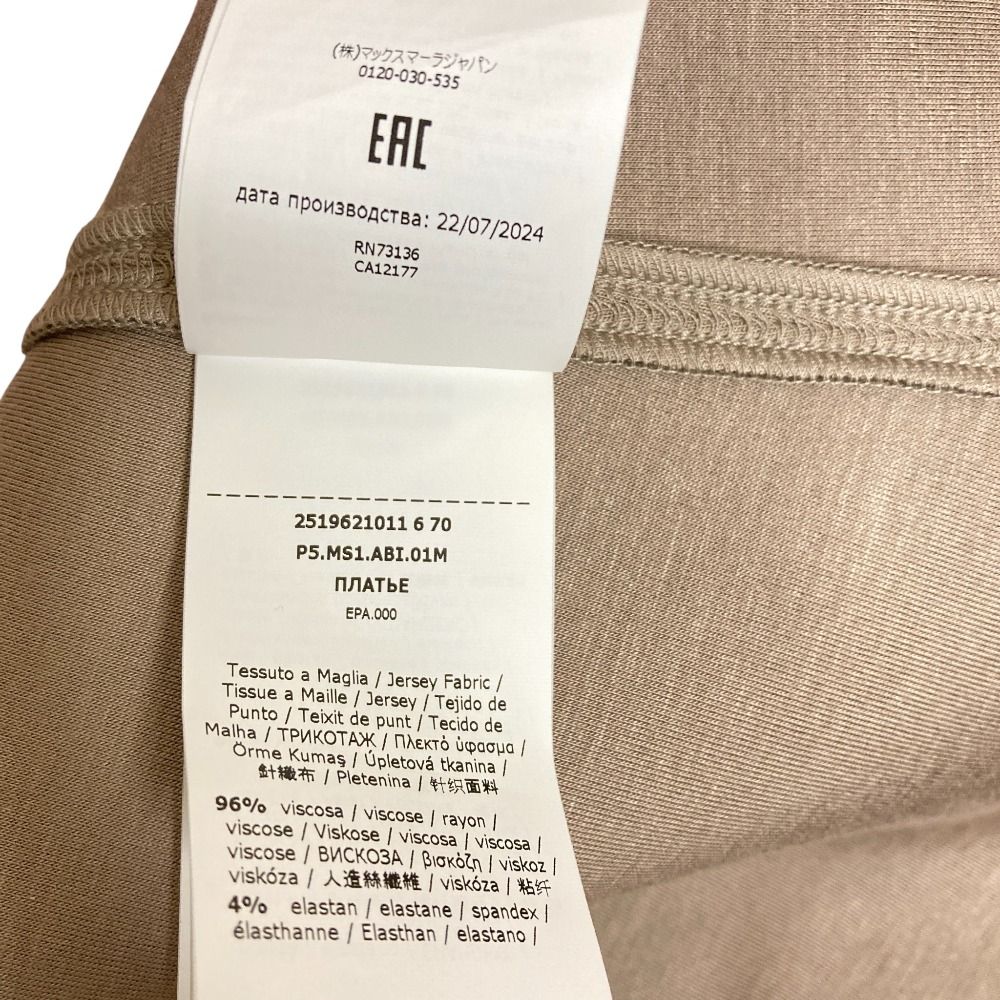 (株)マックスマーラジャパン
0120-030-535
EAC
дата производства: 22/07/2024
RN73136
CA12177
2519621011 6 70
P5.MS1.ABI.01M
ПЛАТЬЕ
EPA.000
Tessuto a Maglia / Jersey Fabric /
Tissue a Maille / Jersey / Tejido de
Punto / Teixit de punt / Tecido de
Malha / ТРИКОТАЖ / Πλεκτό ύφασμα /
Örme Kumaş / Úpletová tkanina /
針織布 / Pletenina / 针织面料
96% viscosa / viscose / rayon /
viscose / Viskose / viscosa / viscosa /
viscose / ВИСКОЗА / βισκόζη / viskoz /
viskóza / 人造絲纖維 / viskóza / 粘纤
4% elastan / elastane / spandex /
élasthanne / Elasthan / elastano /